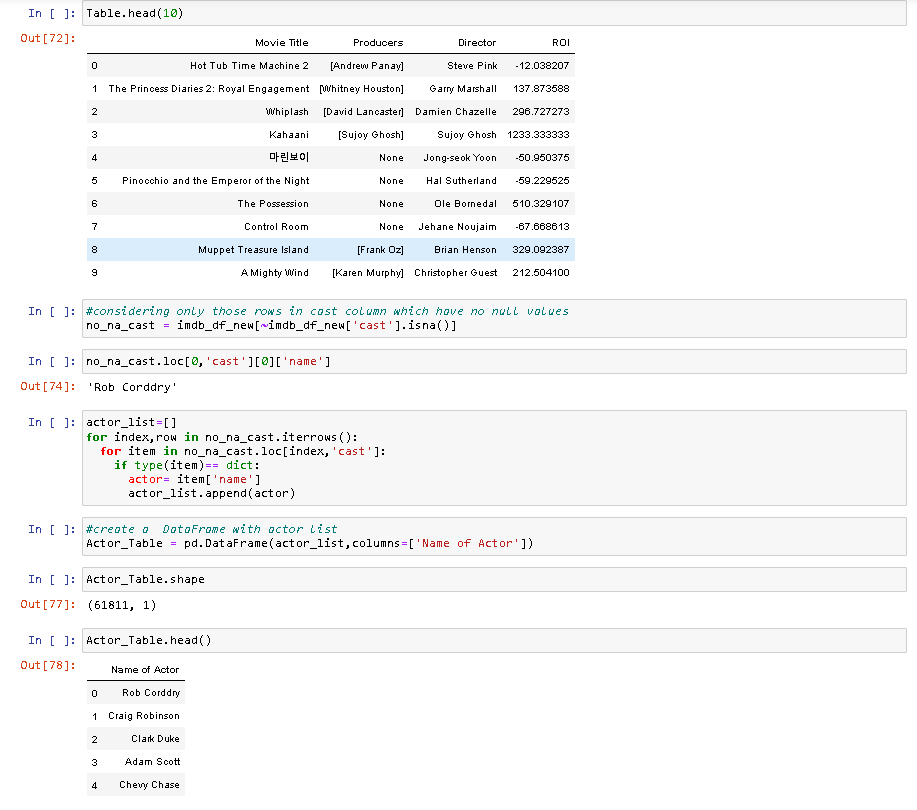 In [ ]: Table.head(10)
Out[72]:
Movie Title Producers Director ROI
0 Hot Tub Time Machine 2 [Andrew Panay] Steve Pink -12.038207
1 The Princess Diaries 2: Royal Engagement [Whitney Houston] Garry Marshall 137.873588
2 Whiplash [David Lancaster] Damien Chazelle 296.727273
3 Kahaani [Sujoy Ghosh] Sujoy Ghosh 1233.333333
4 마린보이 None Jong-seok Yoon -50.950375
5 Pinocchio and the Emperor of the Night None Hal Sutherland -59.229525
6 The Possession None Ole Bornedal 510.329107
7 Control Room None Jehane Noujaim -67.668613
8 Muppet Treasure Island [Frank Oz] Brian Henson 329.092387
9 A Mighty Wind [Karen Murphy] Christopher Guest 212.504100
In [ ]: #considering only those rows in cast column which have no null values
no_na_cast = imdb_df_new[~imdb_df_new['cast'].isna()]
In [ ]: no_na_cast.loc[0,'cast'][0]['name']
Out[74]: 'Rob Corddry'
In [ ]: actor_list=[]
for index,row in no_na_cast.iterrows():
for item in no_na_cast.loc[index,'cast']:
if type(item)== dict:
actor= item['name']
actor_list.append(actor)
In [ ]: #create a DataFrame with actor list
Actor_Table = pd.DataFrame(actor_list,columns=['Name of Actor'])
In [ ]: Actor_Table.shape
Out[77]: (61811, 1)
In [ ]: Actor_Table.head()
Out[78]:
Name of Actor
0 Rob Corddry
1 Craig Robinson
2 Clark Duke
3 Adam Scott
4 Chevy Chase